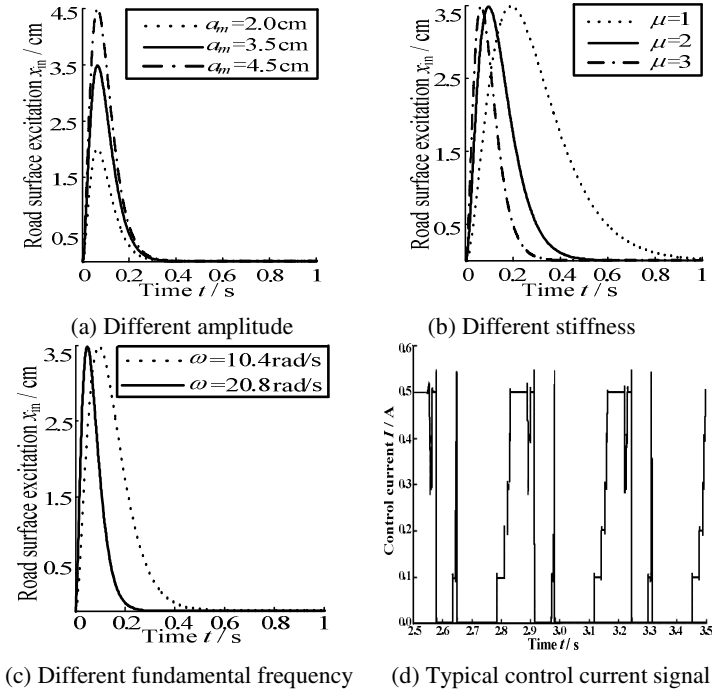 4.5
3.5
2.5
1.5
0.5
0 0.2 0.4 0.6 0.8 1
Road surface excitation xin / cm
Time t / s
am=2.0cm
am=3.5cm
am=4.5cm
(a) Different amplitude
3.5
2.5
1.5
0.5
0 0.2 0.4 0.6 0.8 1
Road surface excitation xin / cm
Time t / s
μ=1
μ=2
μ=3
(b) Different stiffness
3.5
2.5
1.5
0.5
0 0.2 0.4 0.6 0.8 1
Road surface excitation xin / cm
Time t / s
ω=10.4rad/s
ω=20.8rad/s
(c) Different fundamental frequency
0.6
0.5
0.4
0.3
0.2
0.1
0.0
2.5 2.6 2.7 2.8 2.9 3.0 3.1 3.2 3.3 3.4 3.5
Control current I / A
Time t / s
(d) Typical control current signal